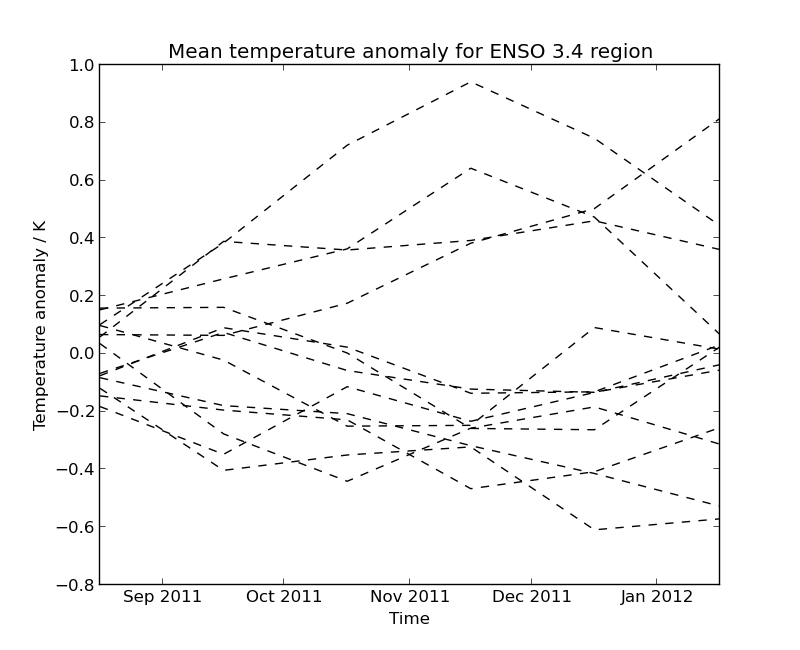 Mean temperature anomaly for ENSO 3.4 region
1.0
0.8
0.6
0.4
0.2
0.0
−0.2
−0.4
−0.6
−0.8
Temperature anomaly / K
Sep 2011 Oct 2011 Nov 2011 Dec 2011 Jan 2012
Time